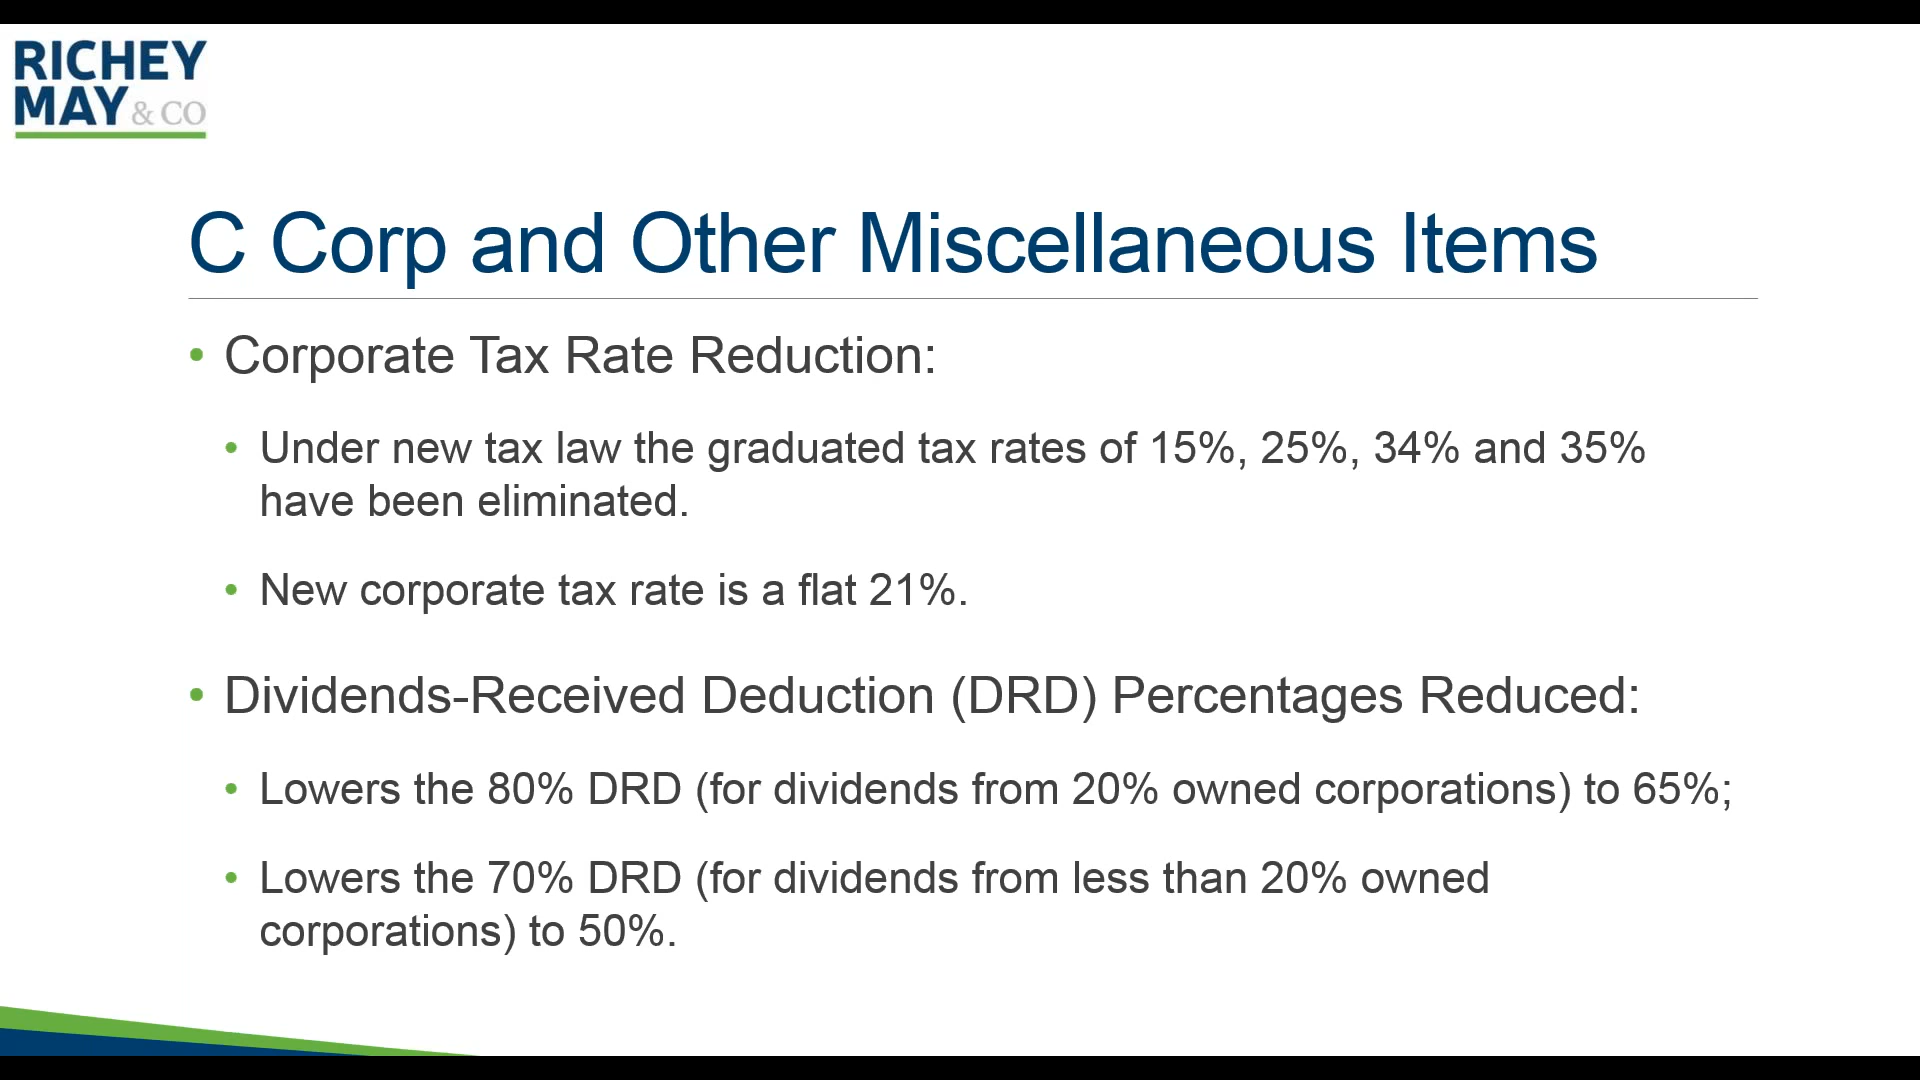 RICHEY
MAY & CO
C Corp and Other Miscellaneous Items
• Corporate Tax Rate Reduction:
• Under new tax law the graduated tax rates of 15%, 25%, 34% and 35%
have been eliminated.
• New corporate tax rate is a flat 21%.
• Dividends-Received Deduction (DRD) Percentages Reduced:
• Lowers the 80% DRD (for dividends from 20% owned corporations) to 65%;
• Lowers the 70% DRD (for dividends from less than 20% owned
corporations) to 50%.